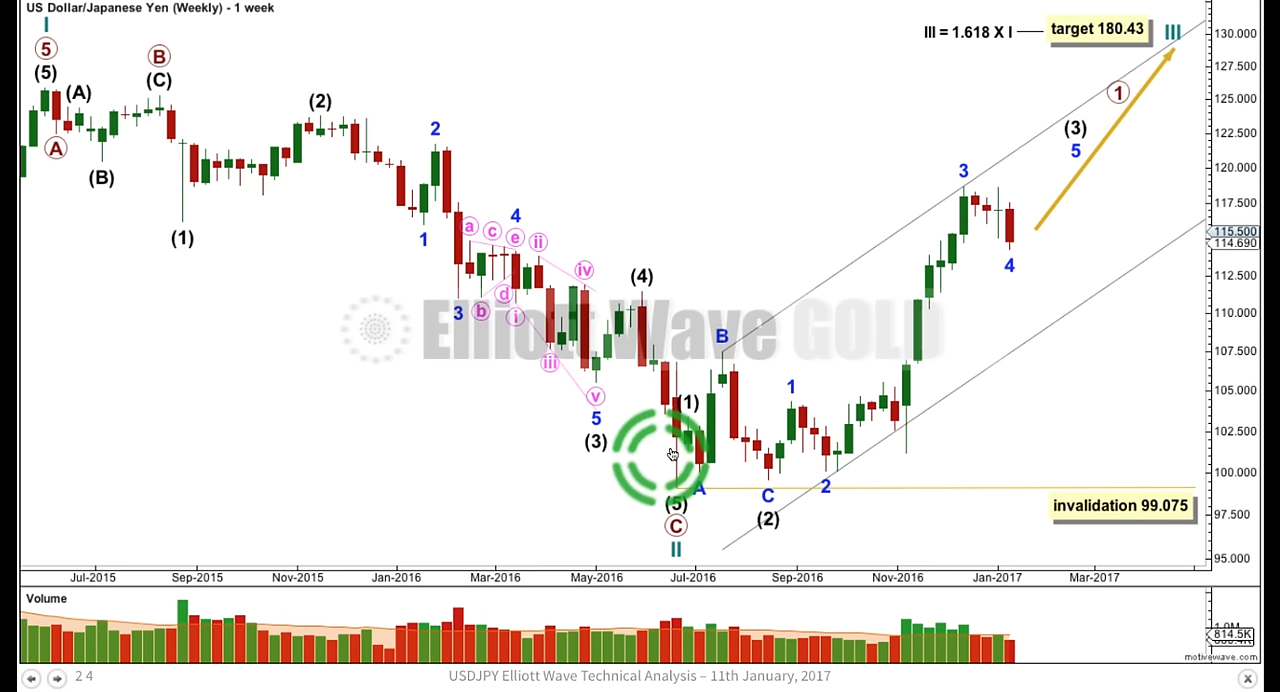 US Dollar/Japanese Yen (Weekly) - 1 week
III = 1.618 X I
target 180.43
III
130.000
127.500
125.000
122.500
120.000
117.500
115.500
114.690
112.500
110.000
107.500
105.000
102.500
100.000
97.500
95.000
I
5
(5)
A
(A)
(B)
B
(C)
(1)
(2)
1
2
3
4
a
b
c
d
e
i
ii
iii
iv
v
5
(3)
(4)
(1)
(5)
C
II
A
B
C
(2)
1
2
3
4
1
(3)
5
Elliott Wave GOLD
invalidation 99.075
Jul-2015
Sep-2015
Nov-2015
Jan-2016
Mar-2016
May-2016
Jul-2016
Sep-2016
Nov-2016
Jan-2017
Mar-2017
Volume
814.5K
motivewave.com
2 4
USDJPY Elliott Wave Technical Analysis – 11th January, 2017